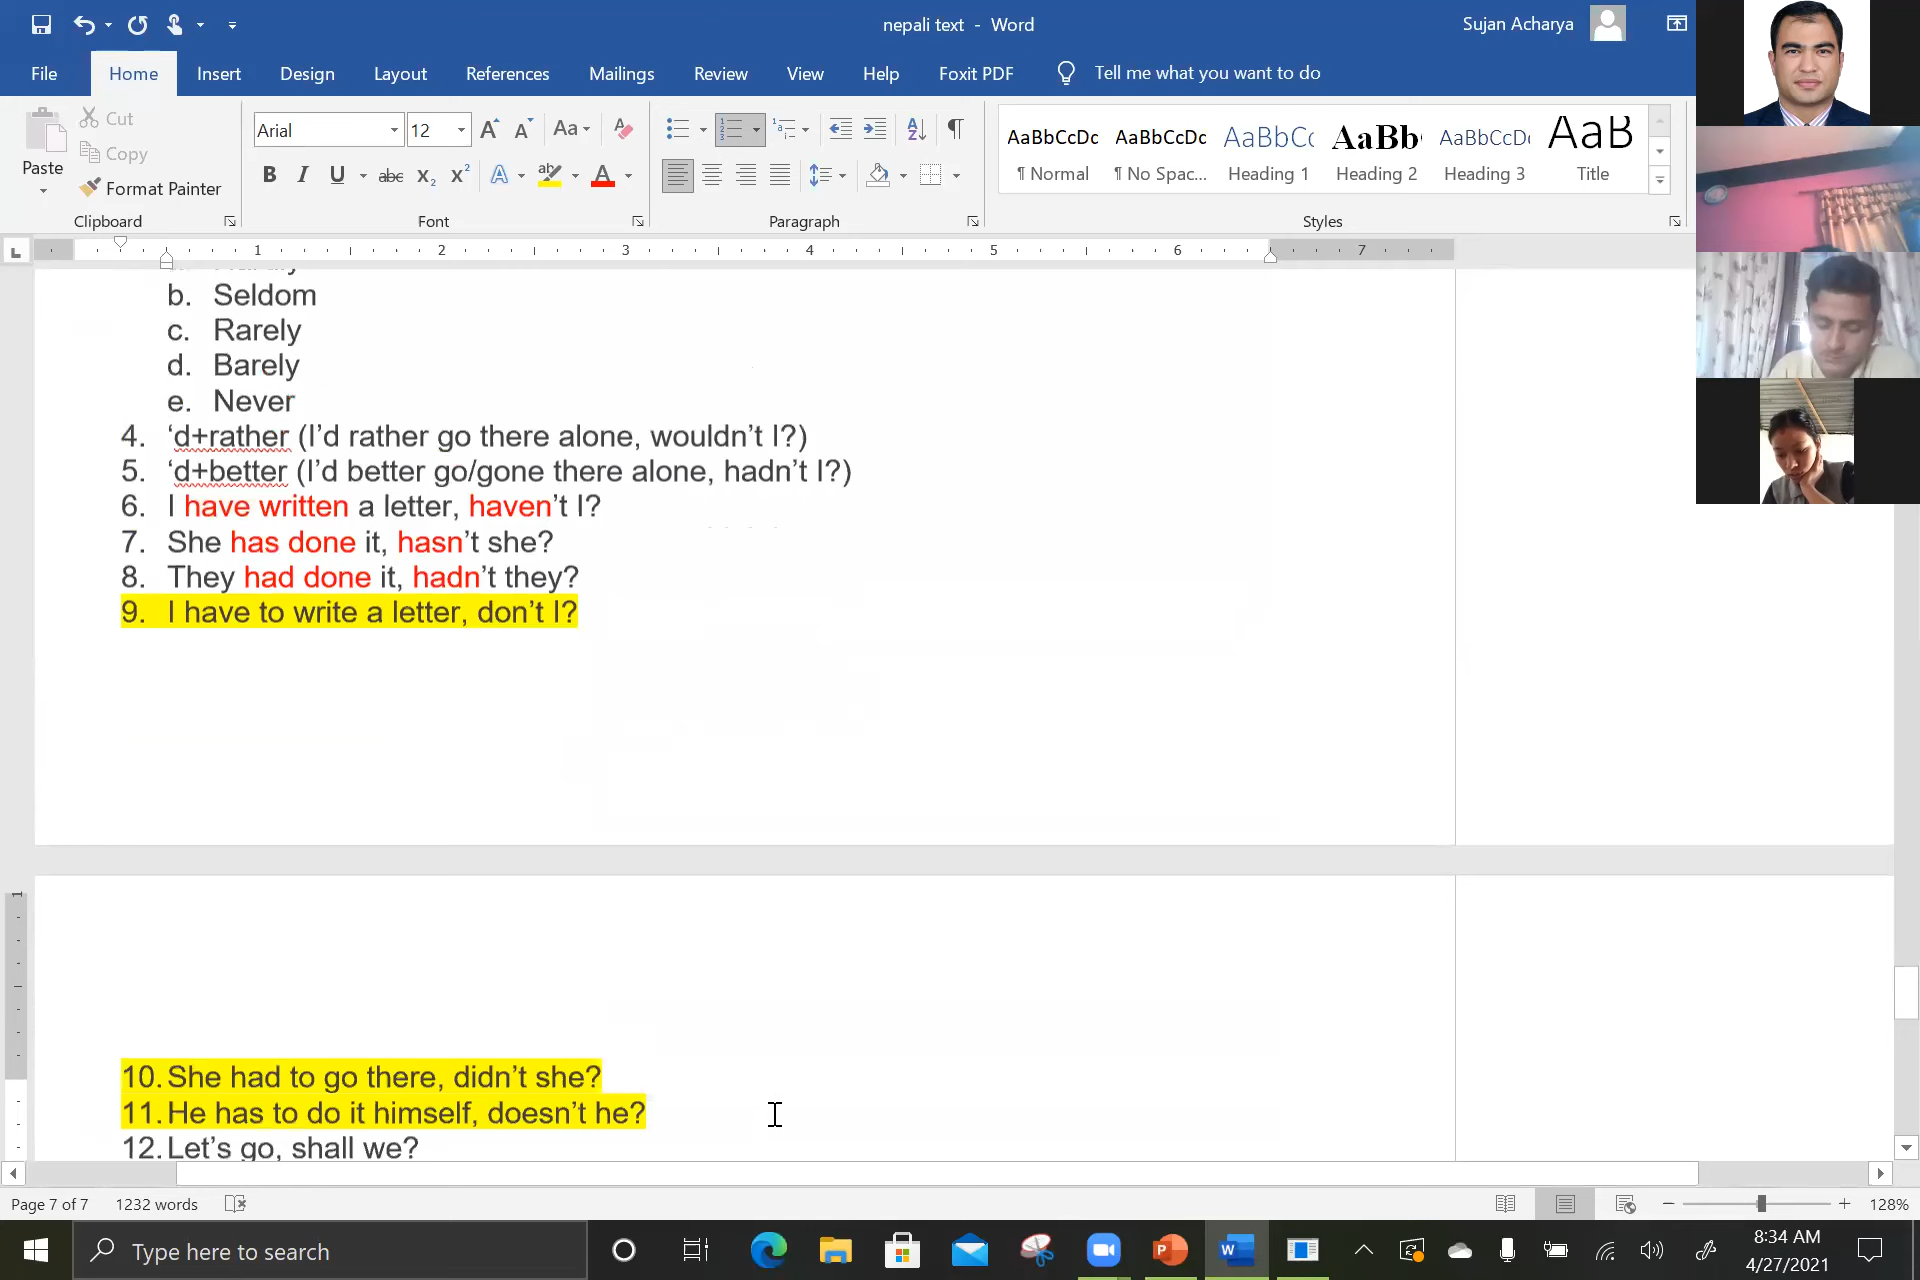 nepali text - Word
Sujan Acharya
File Home Insert Design Layout References Mailings Review View Help Foxit PDF Tell me what you want to do
Paste
Cut
Copy
Format Painter
Clipboard
Arial 12
Font
Paragraph
AaBbCcDc AaBbCcDc AaBbCc AaBb AaBbCcD AaB
¶ Normal ¶ No Spac... Heading 1 Heading 2 Heading 3 Title
Styles
1 2 3 4 5 6 7
b. Seldom
c. Rarely
d. Barely
e. Never
4. ‘d+rather (I’d rather go there alone, wouldn’t I?)
5. ‘d+better (I’d better go/gone there alone, hadn’t I?)
6. I have written a letter, haven’t I?
7. She has done it, hasn’t she?
8. They had done it, hadn’t they?
9. I have to write a letter, don’t I?
10. She had to go there, didn’t she?
11. He has to do it himself, doesn’t he?
12. Let’s go, shall we?
Page 7 of 7 1232 words 128%
Type here to search
8:34 AM
4/27/2021